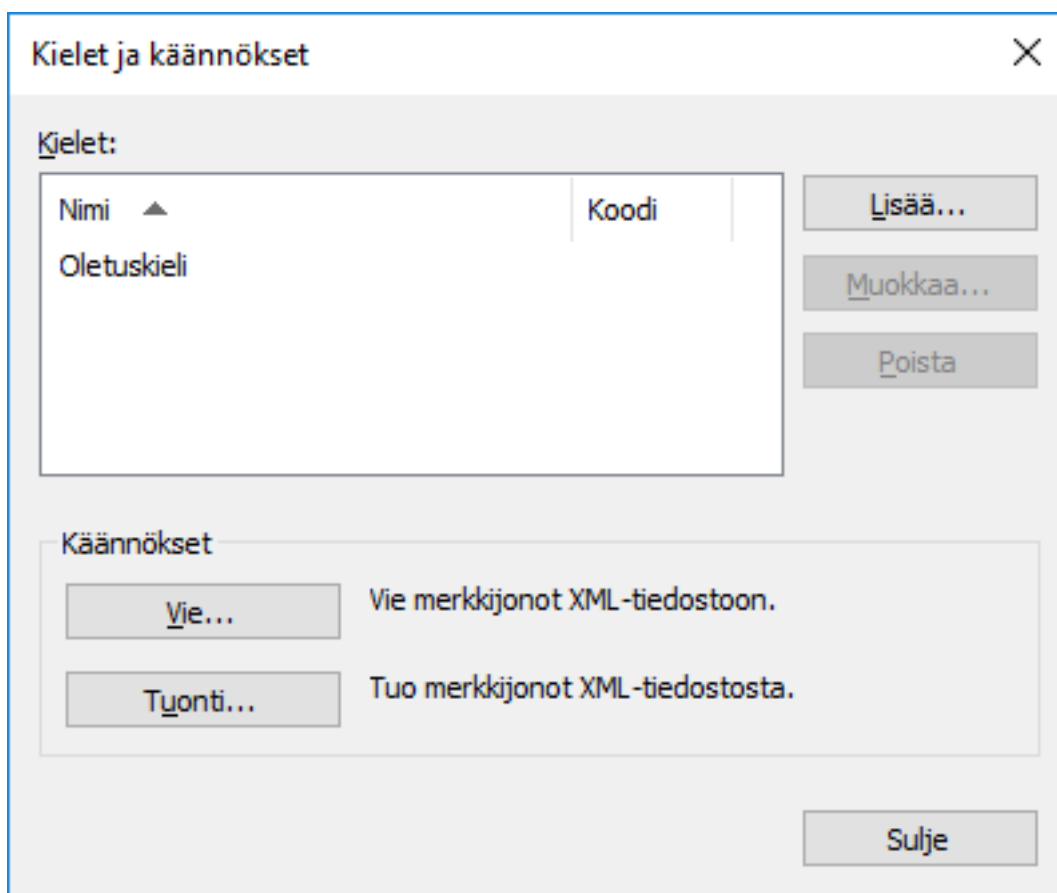 Kielet ja käännökset
Kielet:
Nimi Koodi
Oletuskieli
Lisää...
Muokkaa...
Poista
Käännökset
Vie... Vie merkkijonot XML-tiedostoon.
Tuonti... Tuo merkkijonot XML-tiedostosta.
Sulje